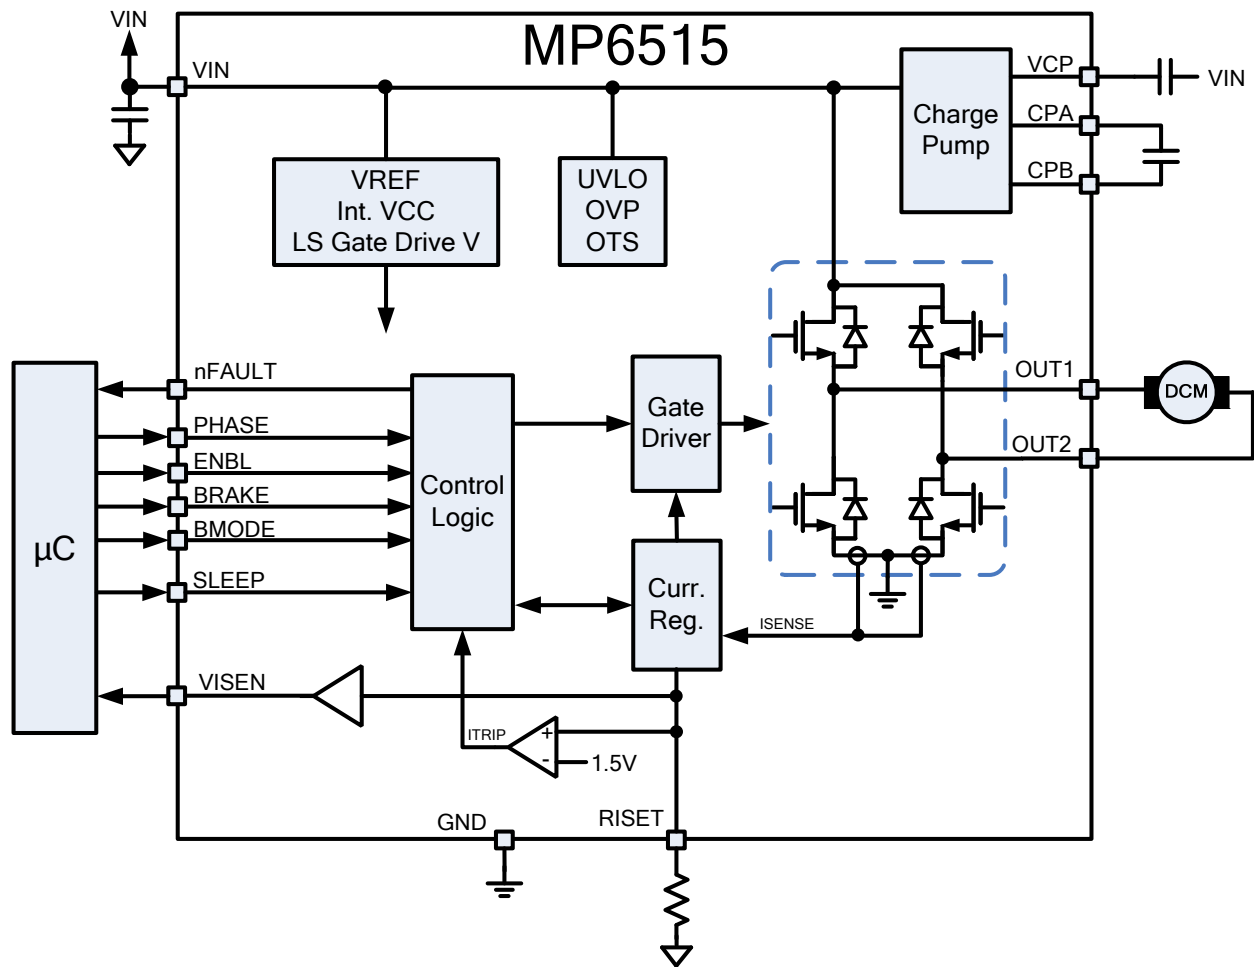 VIN
MP6515
VIN
VCP
VIN
Charge
Pump
CPA
CPB
VREF
Int. VCC
LS Gate Drive V
UVLO
OVP
OTS
µC
nFAULT
PHASE
ENBL
BRAKE
BMODE
SLEEP
VISEN
Control
Logic
Gate
Driver
Curr.
Reg.
OUT1
OUT2
DCM
ISENSE
ITRIP
+
-
1.5V
GND
RISET